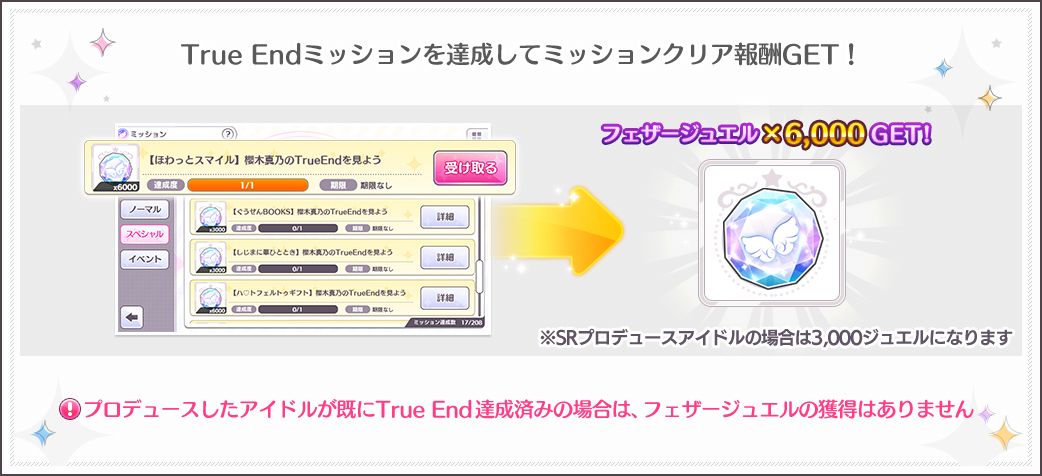 True Endミッションを達成してミッションクリア報酬GET！
ミッション
?
【ほわっとスマイル】櫻木真乃のTrueEndを見よう
受け取る
x6000
達成度
1/1
期限
期限なし
フェザージュエル×6,000 GET!
ノーマル
スペシャル
イベント
【ぐうぜんBOOKS】櫻木真乃のTrueEndを見よう
詳細
x3000
達成度
0/1
期限
期限なし
【しじまに華ひととき】櫻木真乃のTrueEndを見よう
詳細
x3000
達成度
0/1
期限
期限なし
【ハ♡トフェルトゥギフト】櫻木真乃のTrueEndを見よう
詳細
x6000
達成度
0/1
期限
期限なし
ミッション達成数 17/208
※SRプロデュースアイドルの場合は3,000ジュエルになります
プロデュースしたアイドルが既にTrue End達成済みの場合は、フェザージュエルの獲得はありません